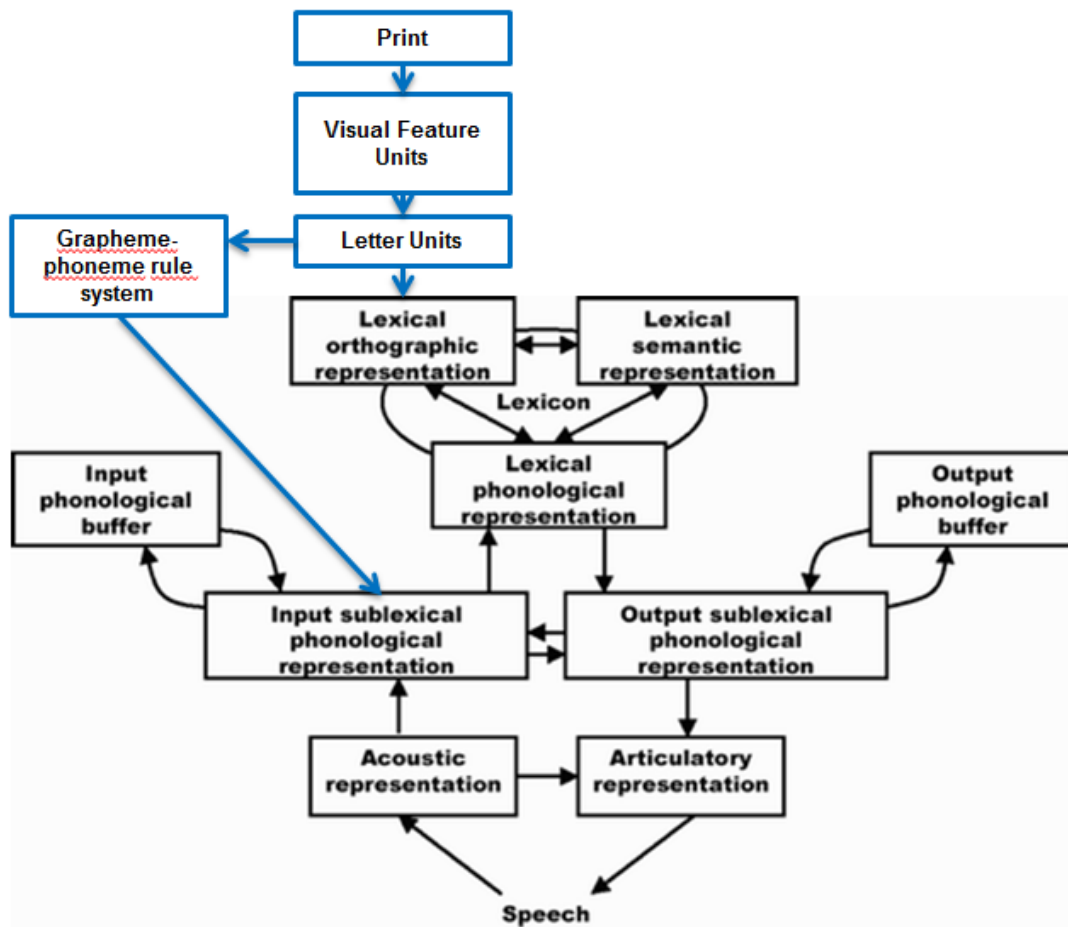 Print
Visual Feature
Units
Letter Units
Grapheme-
phoneme rule
system
Lexical
orthographic
representation
Lexical
semantic
representation
Lexicon
Lexical
phonological
representation
Input
phonological
buffer
Output
phonological
buffer
Input sublexical
phonological
representation
Output sublexical
phonological
representation
Acoustic
representation
Articulatory
representation
Speech